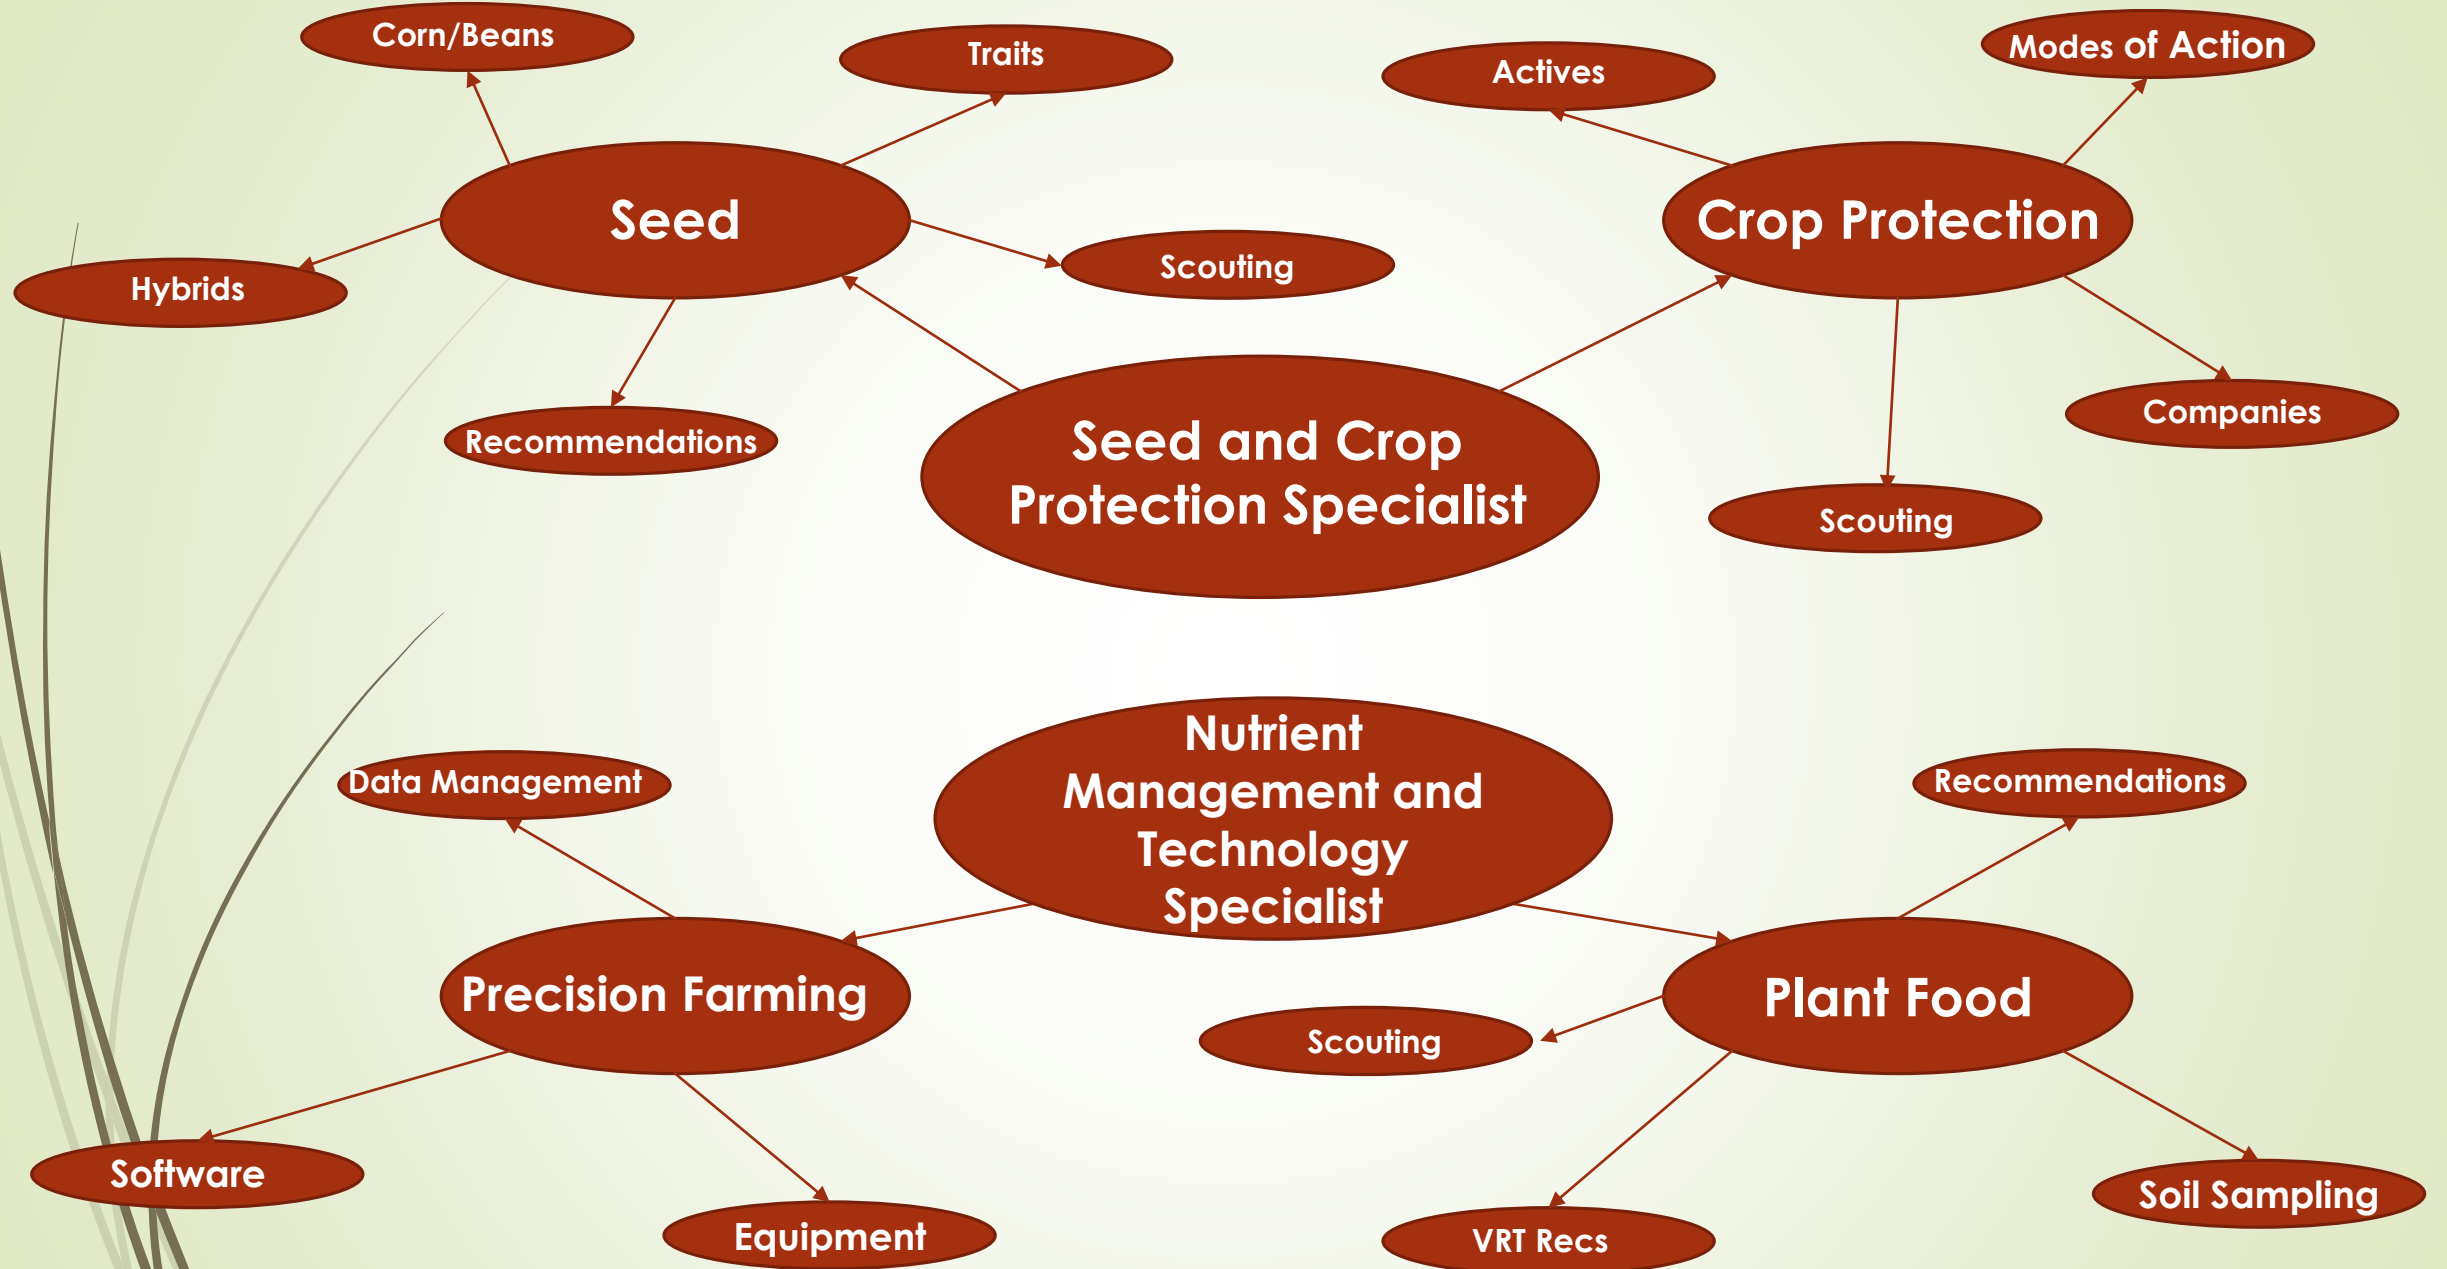 Corn/Beans
Traits
Actives
Modes of Action
Seed
Crop Protection
Hybrids
Scouting
Recommendations
Companies
Seed and Crop
Protection Specialist
Scouting
Nutrient
Management and
Technology
Specialist
Data Management
Recommendations
Precision Farming
Plant Food
Scouting
Software
Equipment
VRT Recs
Soil Sampling